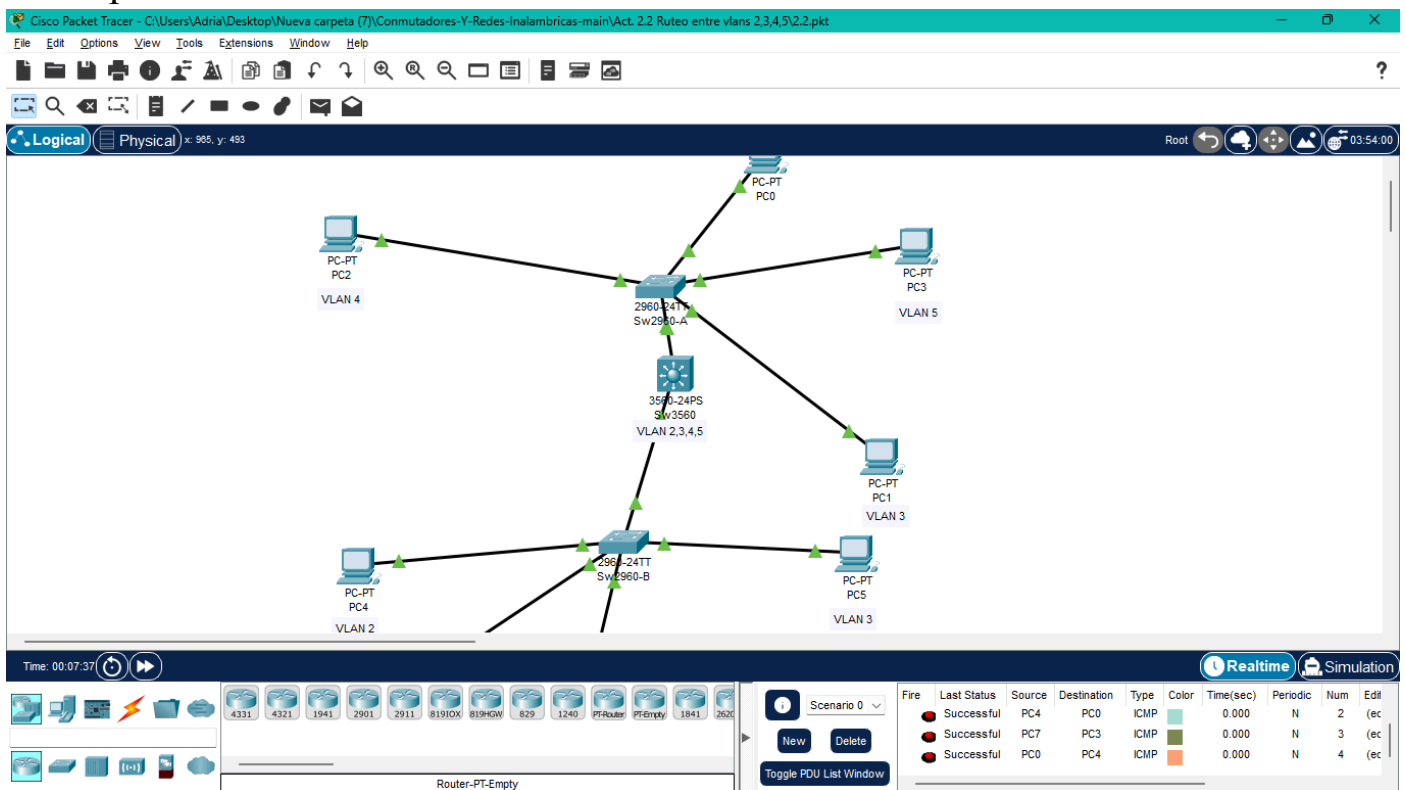 Cisco Packet Tracer - C:\Users\Adria\Desktop\Nueva carpeta (7)\Conmutadores-Y-Redes-Inalambricas-main\Act. 2.2 Ruteo entre vlans 2,3,4,5\2.2.pkt
File Edit Options View Tools Extensions Window Help
?
Logical Physical x: 965, y: 493 Root 03:54:00
PC-PT
PC0
PC-PT
PC2
VLAN 4
PC-PT
PC3
VLAN 5
2960-24TT
Sw2960-A
3560-24PS
Sw3560
VLAN 2,3,4,5
PC-PT
PC1
VLAN 3
2960-24TT
Sw2960-B
PC-PT
PC4
VLAN 2
PC-PT
PC5
VLAN 3
Time: 00:07:37 Realtime Simulation
4331 4321 1941 2901 2911 819IOX 819HGW 829 1240 PT-Router PT-Empty 1841 2620
Router-PT-Empty
Scenario 0
New Delete
Toggle PDU List Window
Fire Last Status Source Destination Type Color Time(sec) Periodic Num Edit
Successful PC4 PC0 ICMP 0.000 N 2 (ec
Successful PC7 PC3 ICMP 0.000 N 3 (ec
Successful PC0 PC4 ICMP 0.000 N 4 (ec